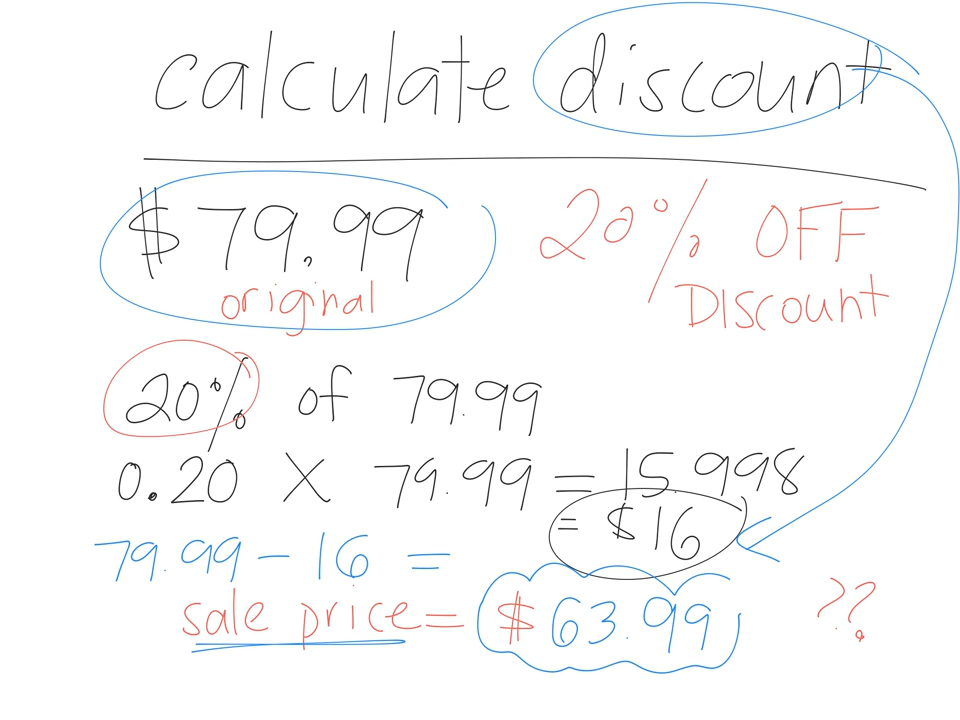 calculate discount
$79.99 20% OFF
original DISCOUNT
20% of 79.99
0.20 X 79.99 = 15.998
= $16
79.99 - 16 =
sale price = $63.99 ??